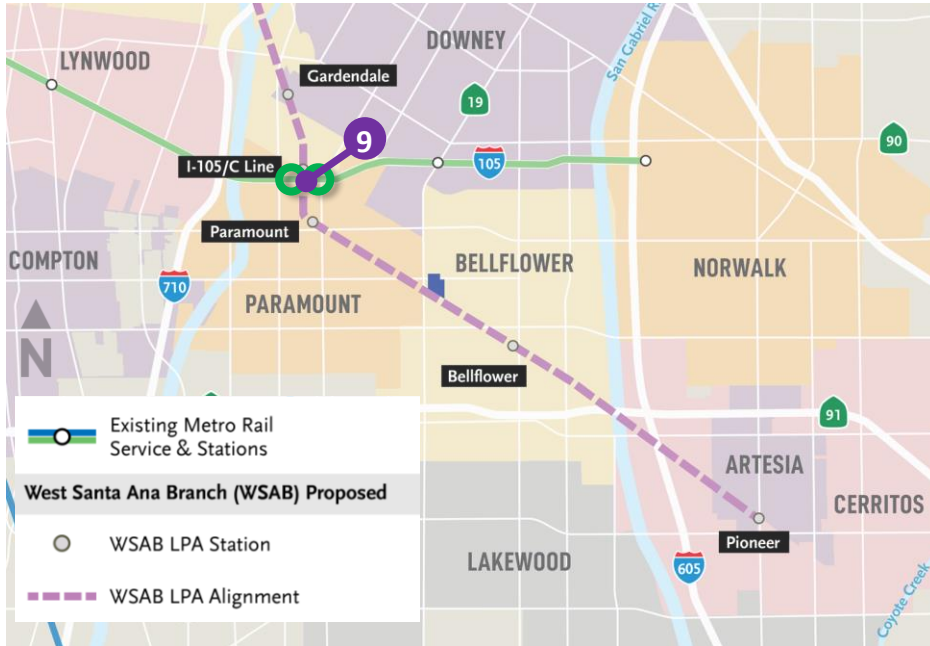 LYNWOOD
DOWNEY
San Gabriel R
Gardendale
19
90
9
I-105/C Line
105
Paramount
COMPTON
BELLFLOWER
NORWALK
710
PARAMOUNT
N
Bellflower
91
Existing Metro Rail
Service & Stations
ARTESIA
West Santa Ana Branch (WSAB) Proposed
CERRITOS
WSAB LPA Station
Pioneer
LAKEWOOD
605
WSAB LPA Alignment
Coyote Creek